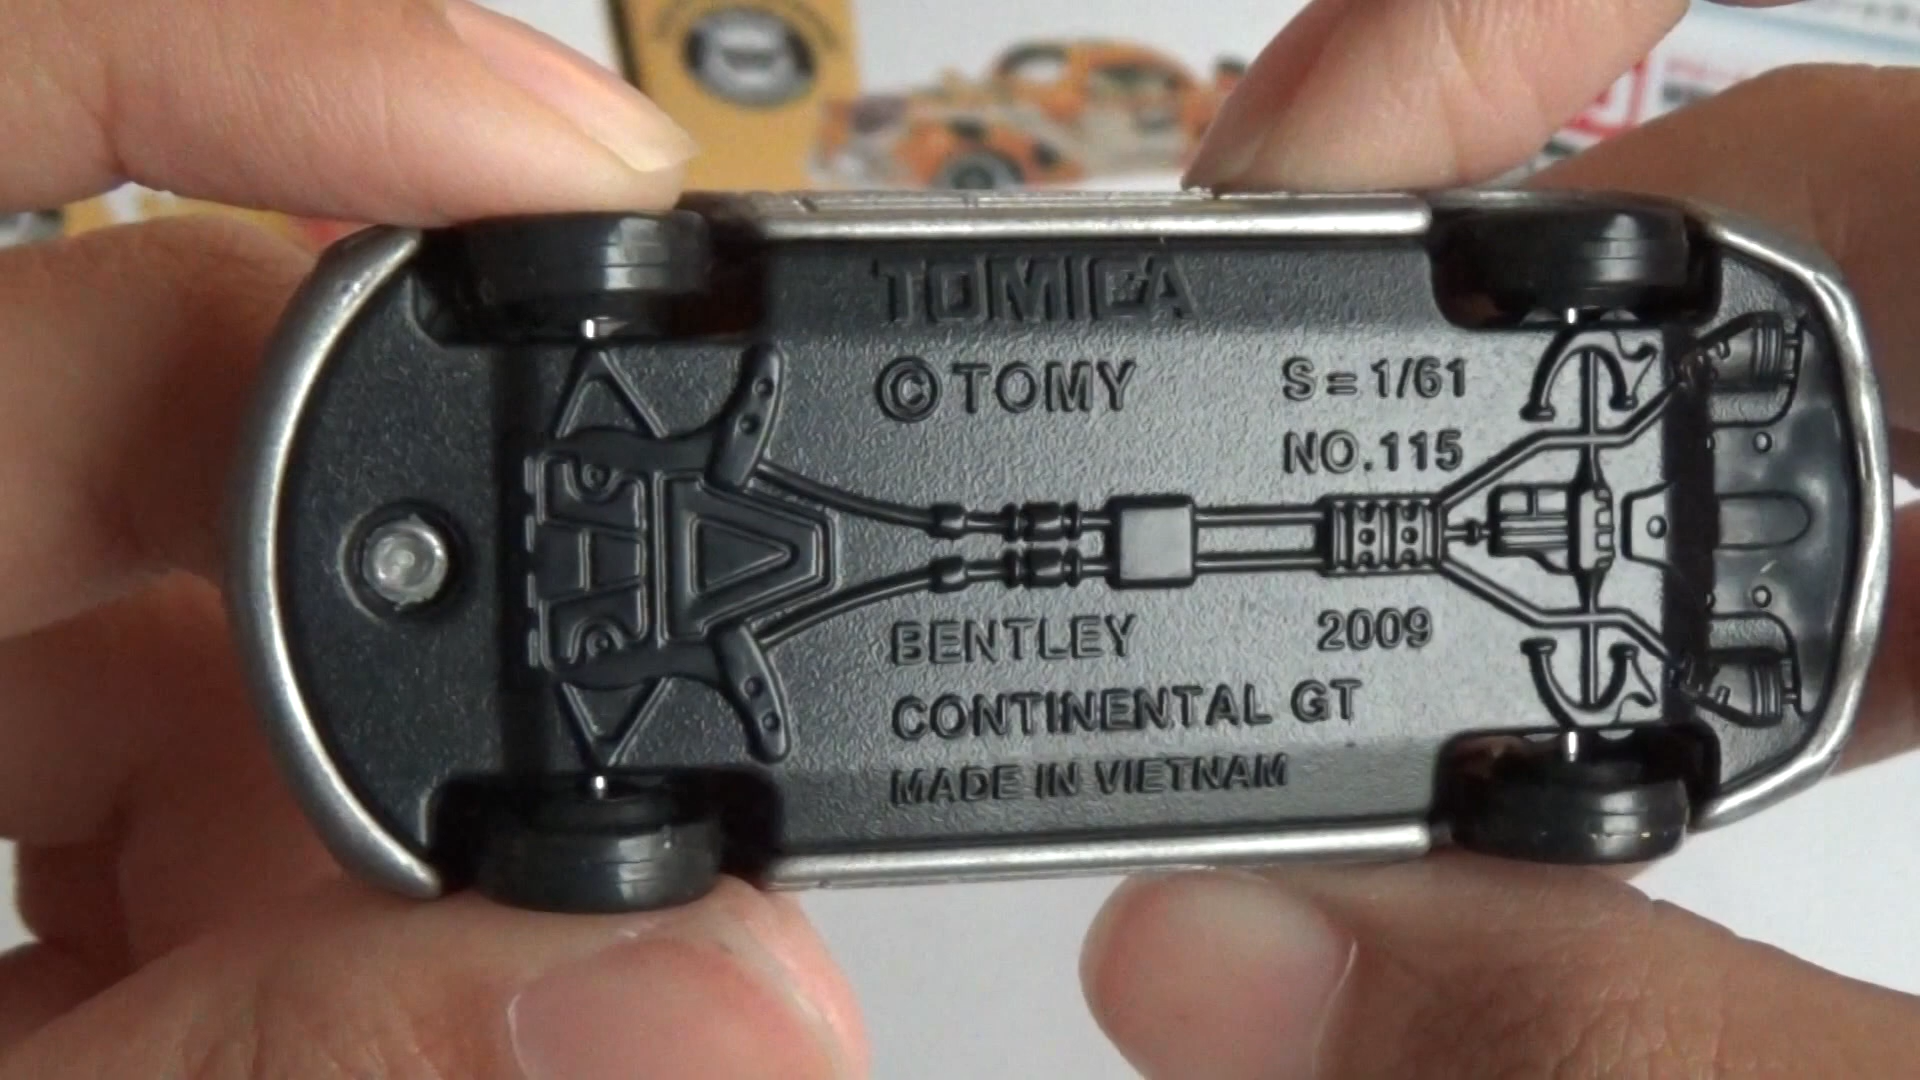 TOMICA
© TOMY
S=1/61
NO.115
BENTLEY 2009
CONTINENTAL GT
MADE IN VIETNAM